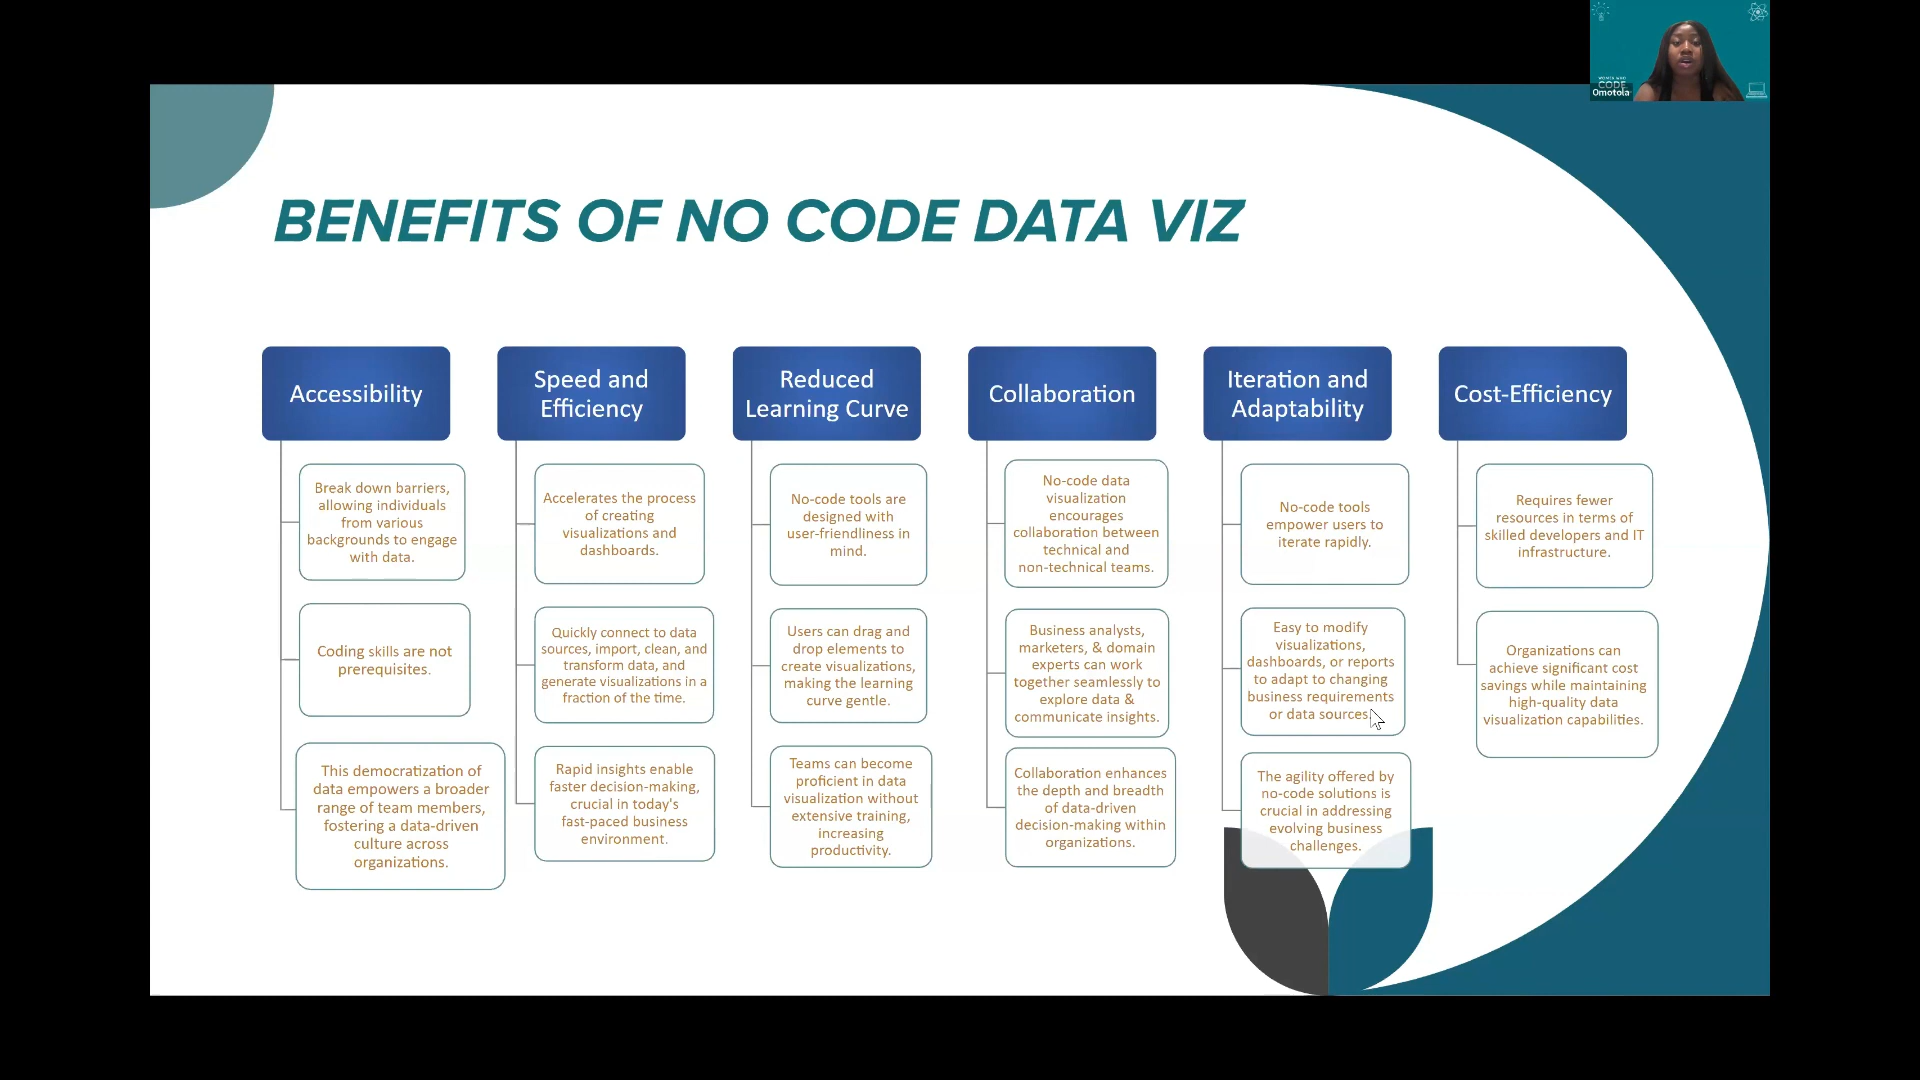 WOMEN WHO
CODE
Omotola
BENEFITS OF NO CODE DATA VIZ
Accessibility
Break down barriers,
allowing individuals
from various
backgrounds to engage
with data.
Coding skills are not
prerequisites.
This democratization of
data empowers a broader
range of team members,
fostering a data-driven
culture across
organizations.
Speed and
Efficiency
Accelerates the process
of creating
visualizations and
dashboards.
Quickly connect to data
sources, import, clean, and
transform data, and
generate visualizations in a
fraction of the time.
Rapid insights enable
faster decision-making,
crucial in today's
fast-paced business
environment.
Reduced
Learning Curve
No-code tools are
designed with
user-friendliness in
mind.
Users can drag and
drop elements to
create visualizations,
making the learning
curve gentle.
Teams can become
proficient in data
visualization without
extensive training,
increasing
productivity.
Collaboration
No-code data
visualization
encourages
collaboration between
technical and
non-technical teams.
Business analysts,
marketers, & domain
experts can work
together seamlessly to
explore data &
communicate insights.
Collaboration enhances
the depth and breadth
of data-driven
decision-making within
organizations.
Iteration and
Adaptability
No-code tools
empower users to
iterate rapidly.
Easy to modify
visualizations,
dashboards, or reports
to adapt to changing
business requirements
or data sources.
The agility offered by
no-code solutions is
crucial in addressing
evolving business
challenges.
Cost-Efficiency
Requires fewer
resources in terms of
skilled developers and IT
infrastructure.
Organizations can
achieve significant cost
savings while maintaining
high-quality data
visualization capabilities.